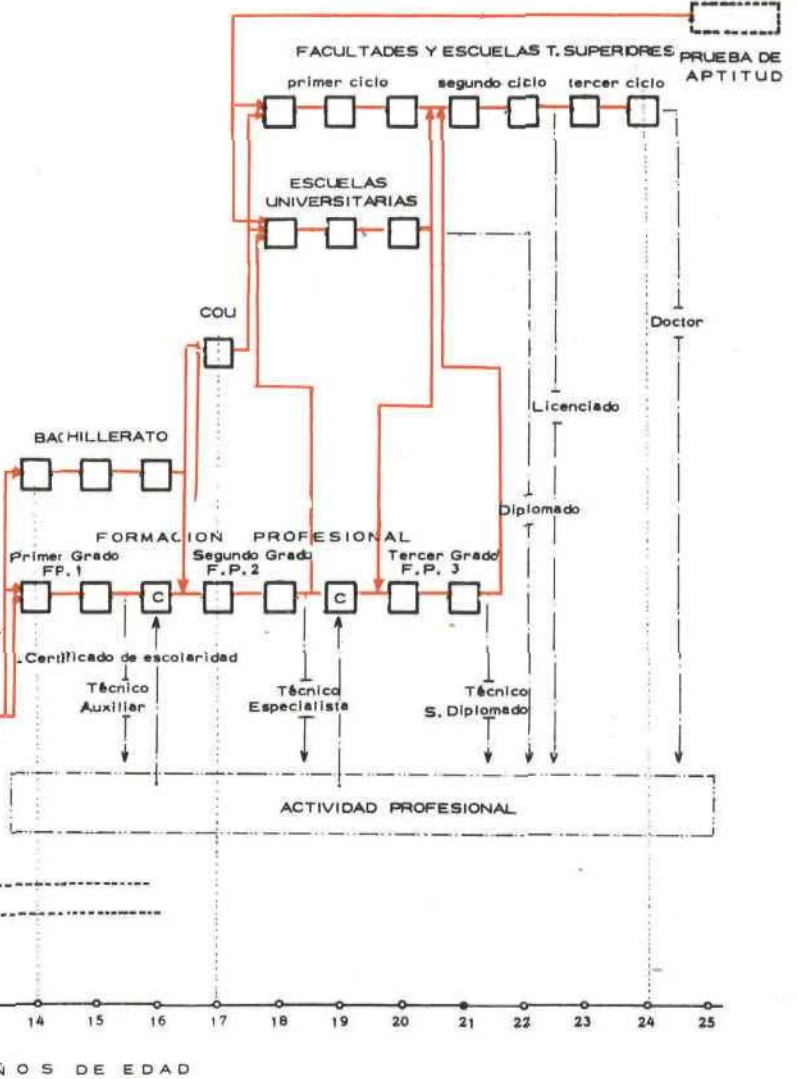 FACULTADES Y ESCUELAS T. SUPERIORES
PRUEBA DE
APTITUD
primer ciclo
segundo ciclo
tercer ciclo
ESCUELAS
UNIVERSITARIAS
COU
Doctor
Licenciado
BACHILLERATO
Diplomado
FORMACION PROFESIONAL
Primer Grado
FP.1
Segundo Grado
F.P.2
Tercer Grado
F.P. 3
C
C
Certificado de escolaridad
Técnico
Auxiliar
Técnico
Especialista
Técnico
S. Diplomado
ACTIVIDAD PROFESIONAL
14 15 16 17 18 19 20 21 22 23 24 25
ÑOS DE EDAD